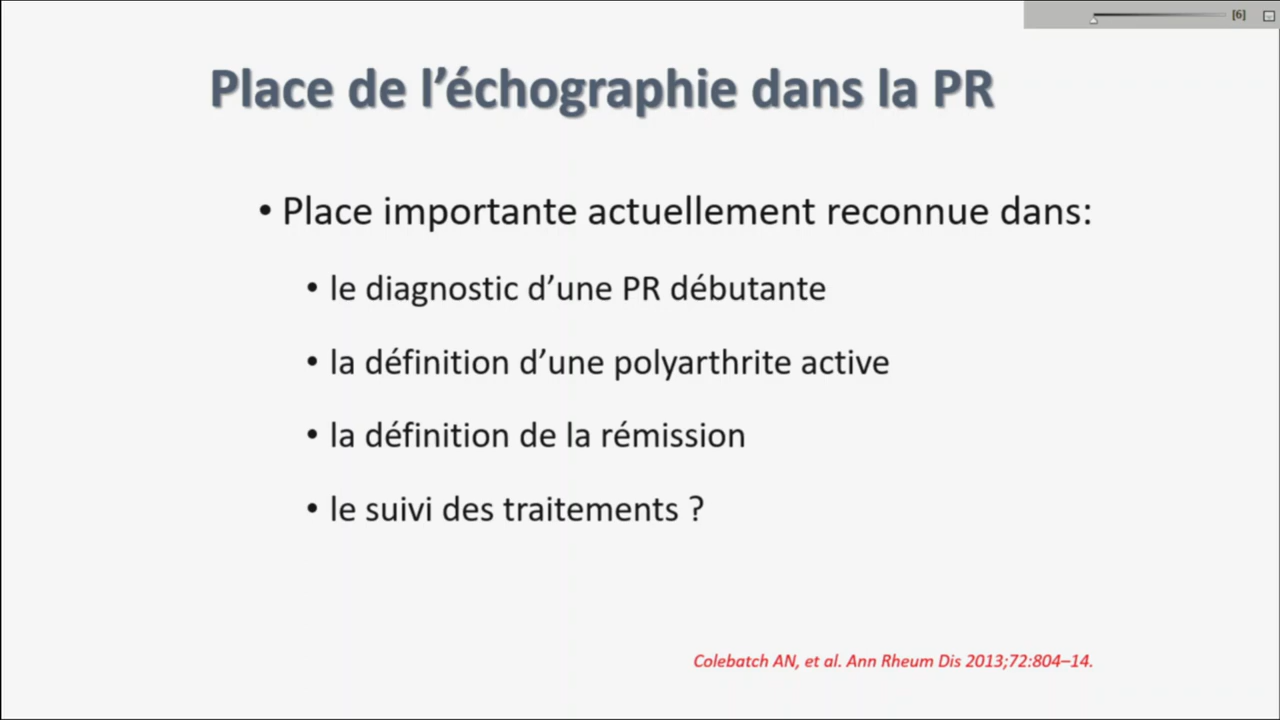 [6]
Place de l’échographie dans la PR
• Place importante actuellement reconnue dans:
• le diagnostic d’une PR débutante
• la définition d’une polyarthrite active
• la définition de la rémission
• le suivi des traitements ?
Colebatch AN, et al. Ann Rheum Dis 2013;72:804–14.